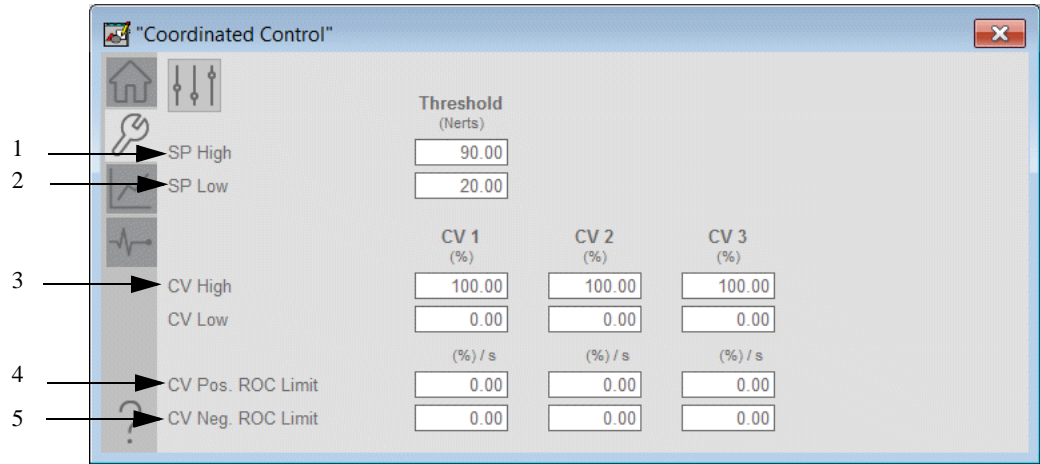 "Coordinated Control"
Threshold
(Nerts)
1 SP High 90.00
2 SP Low 20.00
CV 1 CV 2 CV 3
(%) (%) (%)
3 CV High 100.00 100.00 100.00
CV Low 0.00 0.00 0.00
(%) / s (%) / s (%) / s
4 CV Pos. ROC Limit 0.00 0.00 0.00
5 CV Neg. ROC Limit 0.00 0.00 0.00
?